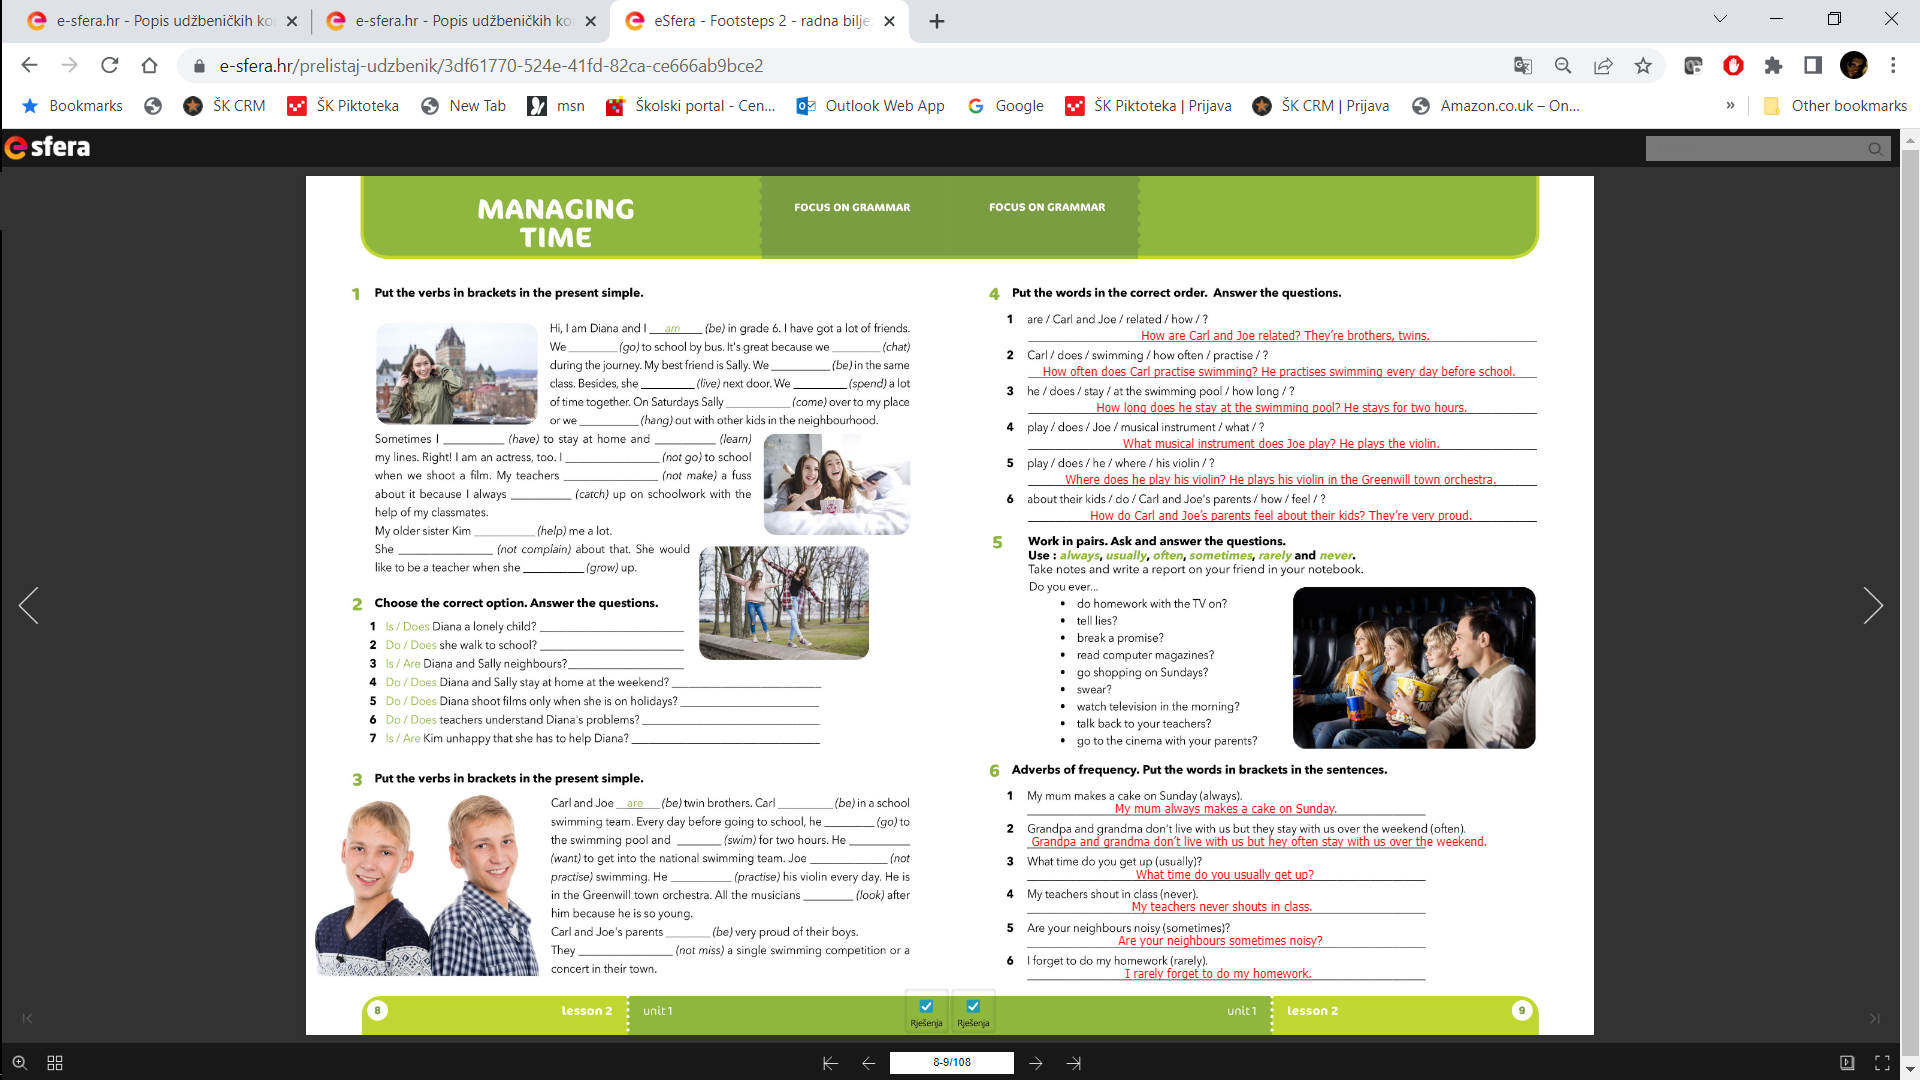 e-sfera.hr - Popis udžbeničkih ko
e-sfera.hr - Popis udžbeničkih ko
eSfera - Footsteps 2 - radna bilje
e-sfera.hr/prelistaj-udzbenik/3df61770-524e-41fd-82ca-ce666ab9bce2
Bookmarks ŠK CRM ŠK Piktoteka New Tab msn Školski portal - Cen... Outlook Web App Google ŠK Piktoteka | Prijava ŠK CRM | Prijava Amazon.co.uk – On... » Other bookmarks
esfera
MANAGING
TIME
FOCUS ON GRAMMAR
FOCUS ON GRAMMAR
1 Put the verbs in brackets in the present simple.
Hi, I am Diana and I ___am___ (be) in grade 6. I have got a lot of friends.
We ________ (go) to school by bus. It's great because we ________ (chat)
during the journey. My best friend is Sally. We __________ (be) in the same
class. Besides, she _________ (live) next door. We _________ (spend) a lot
of time together. On Saturdays Sally ___________ (come) over to my place
or we __________ (hang) out with other kids in the neighbourhood.
Sometimes I __________ (have) to stay at home and __________ (learn)
my lines. Right! I am an actress, too. I ________________ (not go) to school
when we shoot a film. My teachers ________________ (not make) a fuss
about it because I always __________ (catch) up on schoolwork with the
help of my classmates.
My older sister Kim __________ (help) me a lot.
She ________________ (not complain) about that. She would
like to be a teacher when she __________ (grow) up.
2 Choose the correct option. Answer the questions.
1 Is / Does Diana a lonely child? ________________________
2 Do / Does she walk to school? ________________________
3 Is / Are Diana and Sally neighbours?____________________
4 Do / Does Diana and Sally stay at home at the weekend? _________________________
5 Do / Does Diana shoot films only when she is on holidays? _______________________
6 Do / Does teachers understand Diana's problems? ______________________________
7 Is / Are Kim unhappy that she has to help Diana? ________________________________
3 Put the verbs in brackets in the present simple.
Carl and Joe __are___ (be) twin brothers. Carl _________ (be) in a school
swimming team. Every day before going to school, he ________ (go) to
the swimming pool and _______ (swim) for two hours. He __________
(want) to get into the national swimming team. Joe _____________ (not
practise) swimming. He __________ (practise) his violin every day. He is
in the Greenwill town orchestra. All the musicians ________ (look) after
him because he is so young.
Carl and Joe's parents _______ (be) very proud of their boys.
They ________________ (not miss) a single swimming competition or a
concert in their town.
8 lesson 2 unit 1
4 Put the words in the correct order. Answer the questions.
1 are / Carl and Joe / related / how / ?
How are Carl and Joe related? They're brothers, twins.
2 Carl / does / swimming / how often / practise / ?
How often does Carl practise swimming? He practises swimming every day before school.
3 he / does / stay / at the swimming pool / how long / ?
How long does he stay at the swimming pool? He stays for two hours.
4 play / does / Joe / musical instrument / what / ?
What musical instrument does Joe play? He plays the violin.
5 play / does / he / where / his violin / ?
Where does he play his violin? He plays his violin in the Greenwill town orchestra.
6 about their kids / do / Carl and Joe's parents / how / feel / ?
How do Carl and Joe's parents feel about their kids? They're very proud.
5 Work in pairs. Ask and answer the questions.
Use : always, usually, often, sometimes, rarely and never.
Take notes and write a report on your friend in your notebook.
Do you ever...
• do homework with the TV on?
• tell lies?
• break a promise?
• read computer magazines?
• go shopping on Sundays?
• swear?
• watch television in the morning?
• talk back to your teachers?
• go to the cinema with your parents?
6 Adverbs of frequency. Put the words in brackets in the sentences.
1 My mum makes a cake on Sunday (always).
My mum always makes a cake on Sunday.
2 Grandpa and grandma don't live with us but they stay with us over the weekend (often).
Grandpa and grandma don't live with us but hey often stay with us over the weekend.
3 What time do you get up (usually)?
What time do you usually get up?
4 My teachers shout in class (never).
My teachers never shouts in class.
5 Are your neighbours noisy (sometimes)?
Are your neighbours sometimes noisy?
6 I forget to do my homework (rarely).
I rarely forget to do my homework.
Rješenja Rješenja
unit 1 lesson 2 9
8-9/108